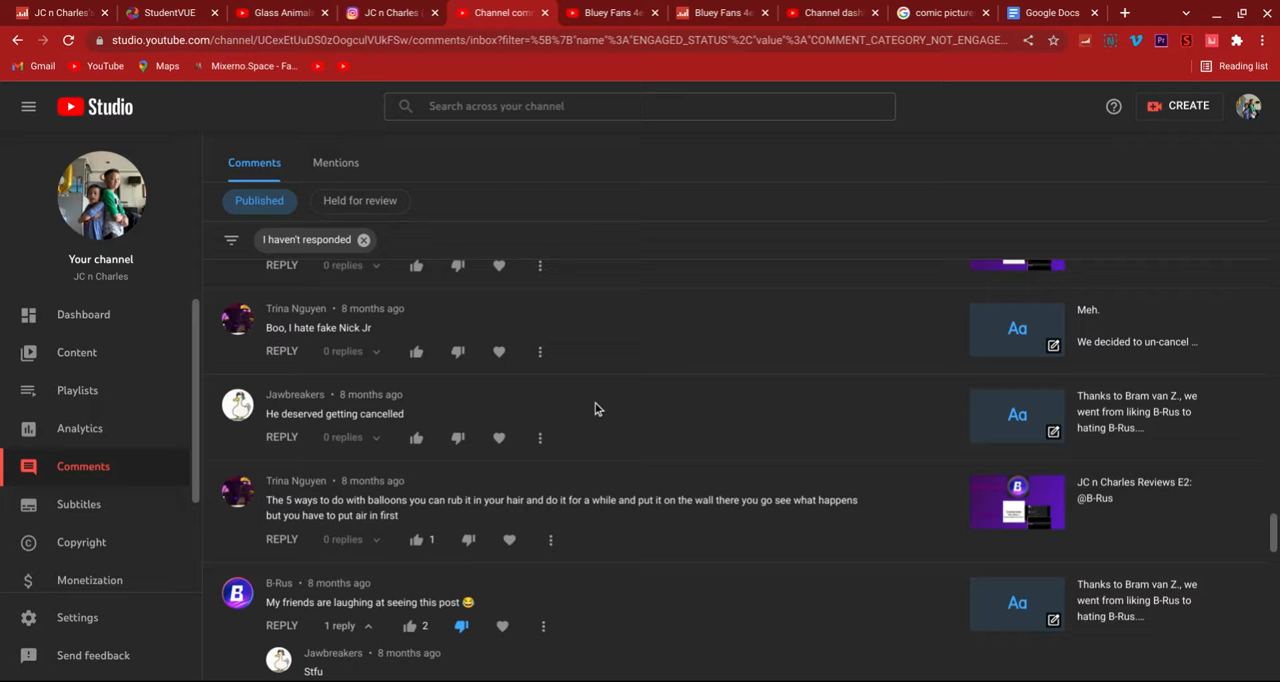 JC n Charles's
StudentVUE
Glass Animals
JC n Charles (
Channel com
Bluey Fans 4e
Bluey Fans 4e
Channel dash
comic picture
Google Docs
studio.youtube.com/channel/UCexEtUuDS0zOogculVUkFSw/comments/inbox?filter=%5B%7B"name"%3A"ENGAGED_STATUS"%2C"value"%3A"COMMENT_CATEGORY_NOT_ENGAGE...
Gmail
YouTube
Maps
Mixerno.Space - Fa...
Reading list
Studio
Search across your channel
CREATE
Your channel
JC n Charles
Dashboard
Content
Playlists
Analytics
Comments
Subtitles
Copyright
Monetization
Settings
Send feedback
Comments
Mentions
Published
Held for review
I haven't responded
REPLY 0 replies
Trina Nguyen • 8 months ago
Boo, I hate fake Nick Jr
REPLY 0 replies
Aa
Meh.
We decided to un-cancel ...
Jawbreakers • 8 months ago
He deserved getting cancelled
REPLY 0 replies
Aa
Thanks to Bram van Z., we
went from liking B-Rus to
hating B-Rus....
Trina Nguyen • 8 months ago
The 5 ways to do with balloons you can rub it in your hair and do it for a while and put it on the wall there you go see what happens
but you have to put air in first
REPLY 0 replies 1
JC n Charles Reviews E2:
@B-Rus
B-Rus • 8 months ago
My friends are laughing at seeing this post 😂
REPLY 1 reply 2
Aa
Thanks to Bram van Z., we
went from liking B-Rus to
hating B-Rus....
Jawbreakers • 8 months ago
Stfu